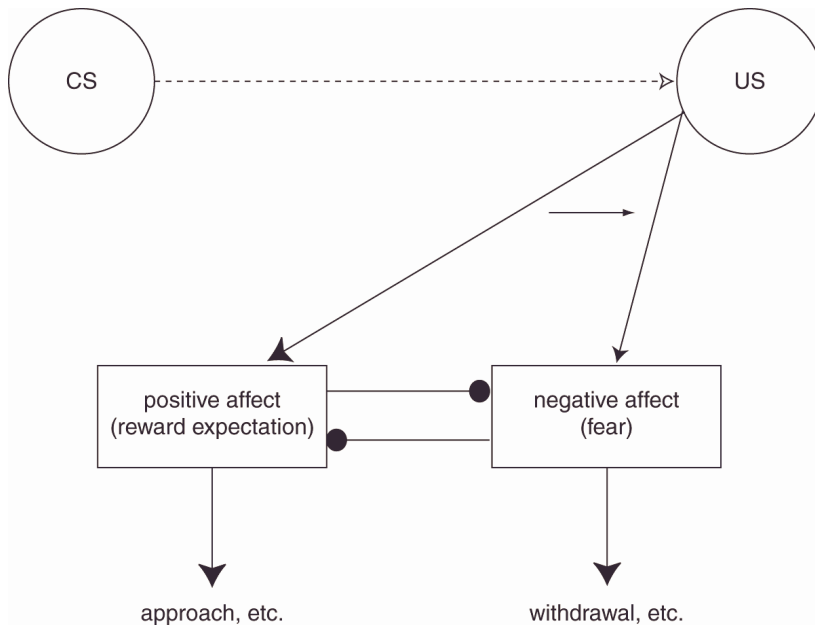 CS
US
positive affect
(reward expectation)
negative affect
(fear)
approach, etc.
withdrawal, etc.